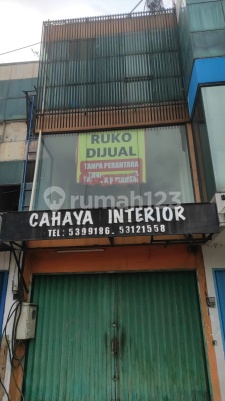 RUKO
DIJUAL
TANPA PERANTARA
rumah123
CAHAYA INTERIOR
TEL: 5399186, 53121558